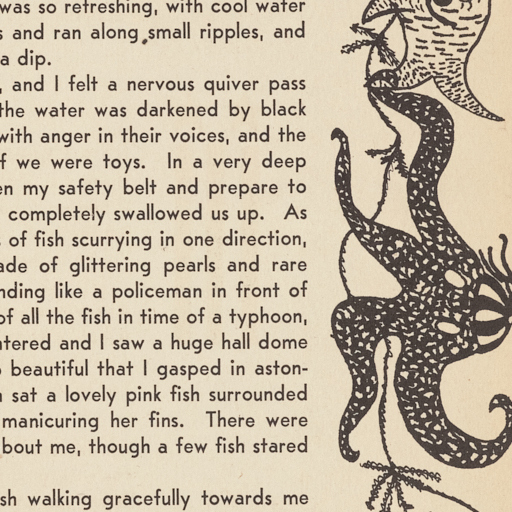 was so refreshing, with cool water
s and ran along small ripples, and
a dip.
, and I felt a nervous quiver pass
the water was darkened by black
with anger in their voices, and the
f we were toys. In a very deep
en my safety belt and prepare to
completely swallowed us up. As
of fish scurrying in one direction,
ade of glittering pearls and rare
nding like a policeman in front of
of all the fish in time of a typhoon,
ntered and I saw a huge hall dome
beautiful that I gasped in aston-
sat a lovely pink fish surrounded
manicuring her fins. There were
bout me, though a few fish stared
sh walking gracefully towards me